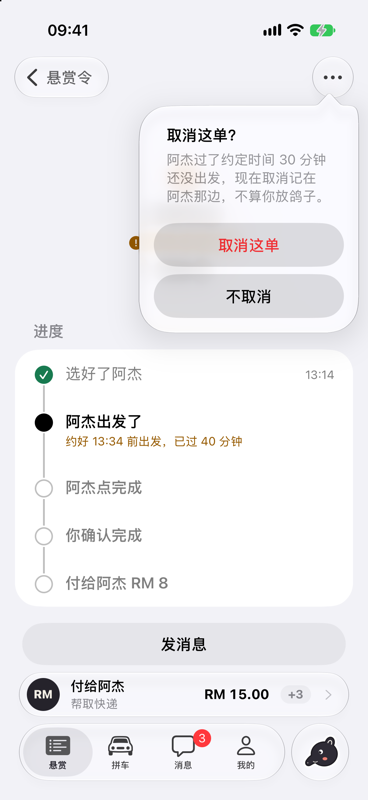 09:41
悬赏令
取消这单?
阿杰过了约定时间 30 分钟
还没出发，现在取消记在
阿杰那边，不算你放鸽子。
取消这单
不取消
进度
选好了阿杰
13:14
阿杰出发了
约好 13:34 前出发，已过 40 分钟
阿杰点完成
你确认完成
付给阿杰 RM 8
发消息
RM
付给阿杰
帮取快递
RM 15.00
+3
3
悬赏
拼车
消息
我的